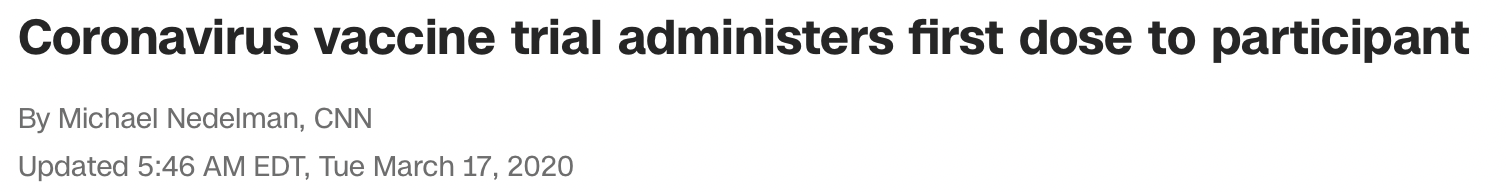 Coronavirus vaccine trial administers first dose to participant
By Michael Nedelman, CNN
Updated 5:46 AM EDT, Tue March 17, 2020